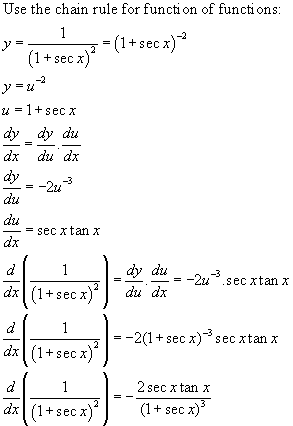 Use the chain rule for function of functions:
y = 1/(1+sec x)² = (1+sec x)⁻²
y = u⁻²
u = 1+sec x
dy/dx = dy/du . du/dx
dy/du = −2u⁻³
du/dx = sec x tan x
d/dx (1/(1+sec x)²) = dy/du . du/dx = −2u⁻³.sec x tan x
d/dx (1/(1+sec x)²) = −2(1+sec x)⁻³ sec x tan x
d/dx (1/(1+sec x)²) = − 2 sec x tan x/(1+sec x)³